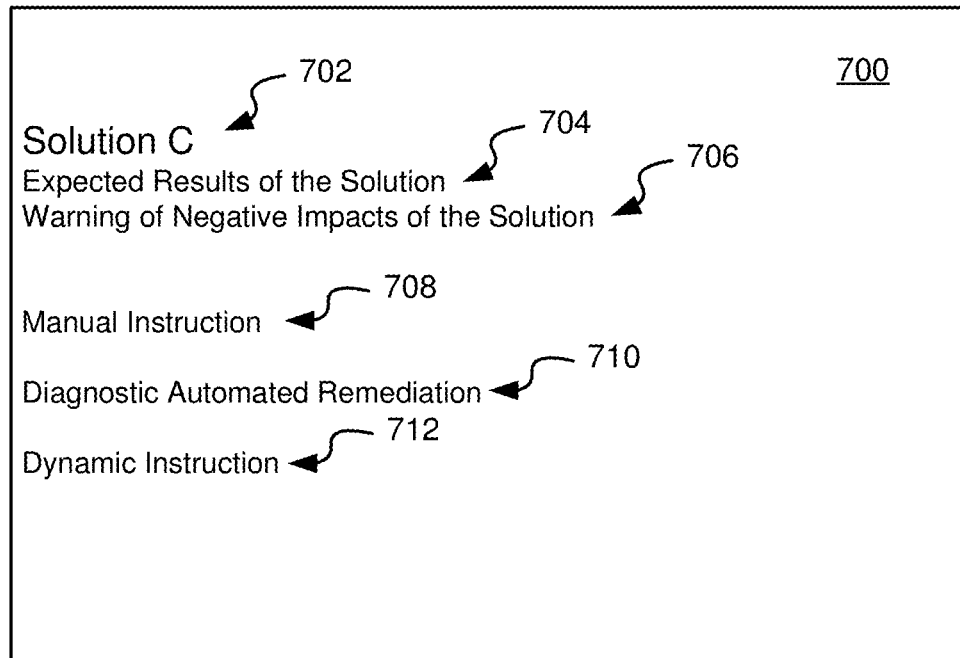 702
700
Solution C
704
Expected Results of the Solution
706
Warning of Negative Impacts of the Solution
708
Manual Instruction
710
Diagnostic Automated Remediation
712
Dynamic Instruction